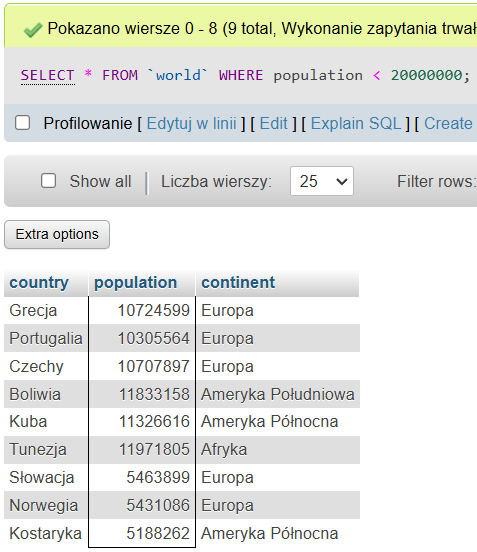 Pokazano wiersze 0 - 8 (9 total, Wykonanie zapytania
SELECT * FROM `world` WHERE population < 20000000;
Profilowanie [ Edytuj w linii ] [ Edit ] [ Explain SQL ] [ Create
Show all Liczba wierszy: 25 Filter rows:
Extra options
country population continent
Grecja 10724599 Europa
Portugalia 10305564 Europa
Czechy 10707897 Europa
Boliwia 11833158 Ameryka Południowa
Kuba 11326616 Ameryka Północna
Tunezja 11971805 Afryka
Słowacja 5463899 Europa
Norwegia 5431086 Europa
Kostaryka 5188262 Ameryka Północna